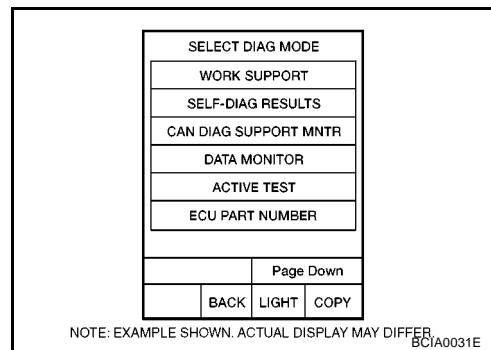 SELECT DIAG MODE
WORK SUPPORT
SELF-DIAG RESULTS
CAN DIAG SUPPORT MNTR
DATA MONITOR
ACTIVE TEST
ECU PART NUMBER
Page Down
BACK LIGHT COPY
NOTE: EXAMPLE SHOWN. ACTUAL DISPLAY MAY DIFFER.
BCIA0031E